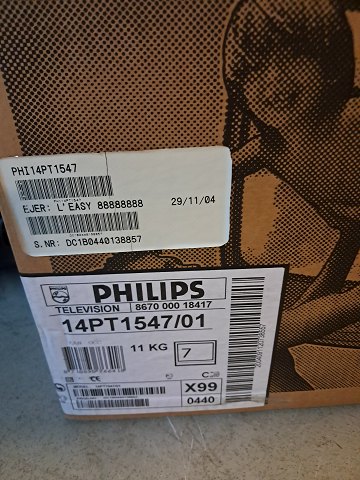 PHI14PT1547
EJER: L'EASY 88888888
29/11/04
S.NR: DC1B0440138857
PHILIPS
TELEVISION
8670 000 18417
14PT1547/01
11 KG
7
CE
X99
0440